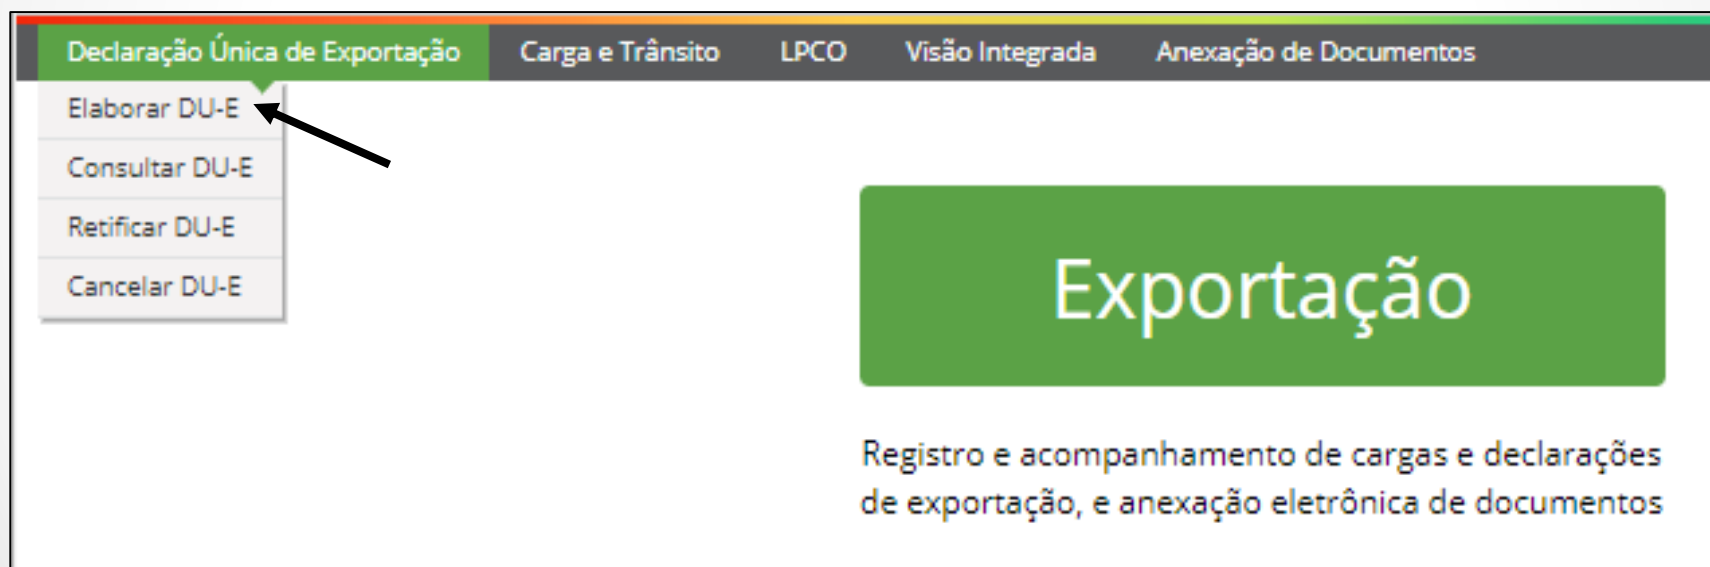 Declaração Única de Exportação Carga e Trânsito LPCO Visão Integrada Anexação de Documentos
Elaborar DU-E
Consultar DU-E
Retificar DU-E
Cancelar DU-E
Exportação
Registro e acompanhamento de cargas e declarações
de exportação, e anexação eletrônica de documentos